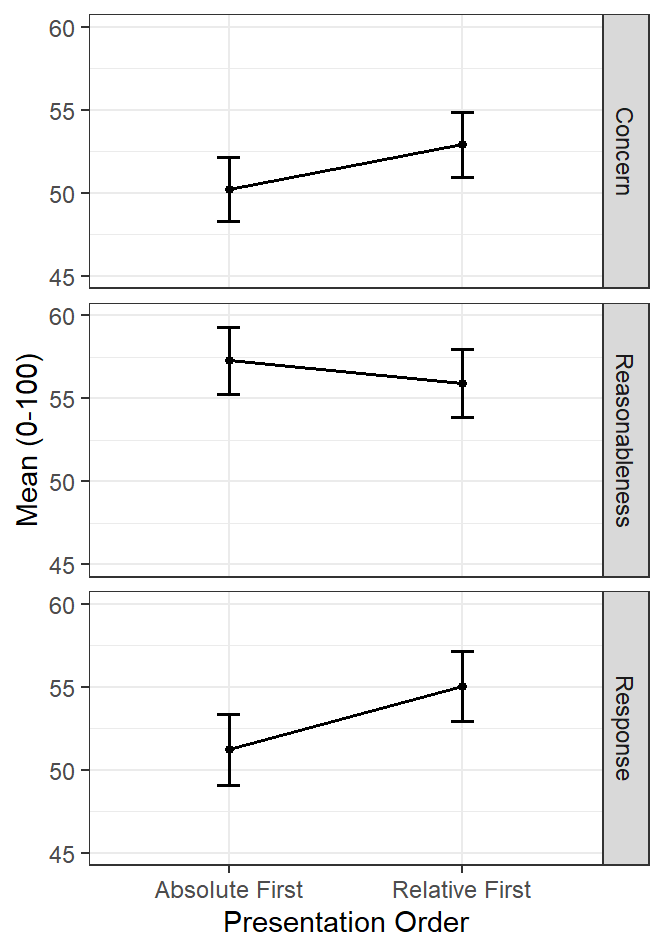 60
55
50
45
Concern
60
55
50
45
Reasonableness
60
55
50
45
Response
Mean (0-100)
Absolute First
Relative First
Presentation Order